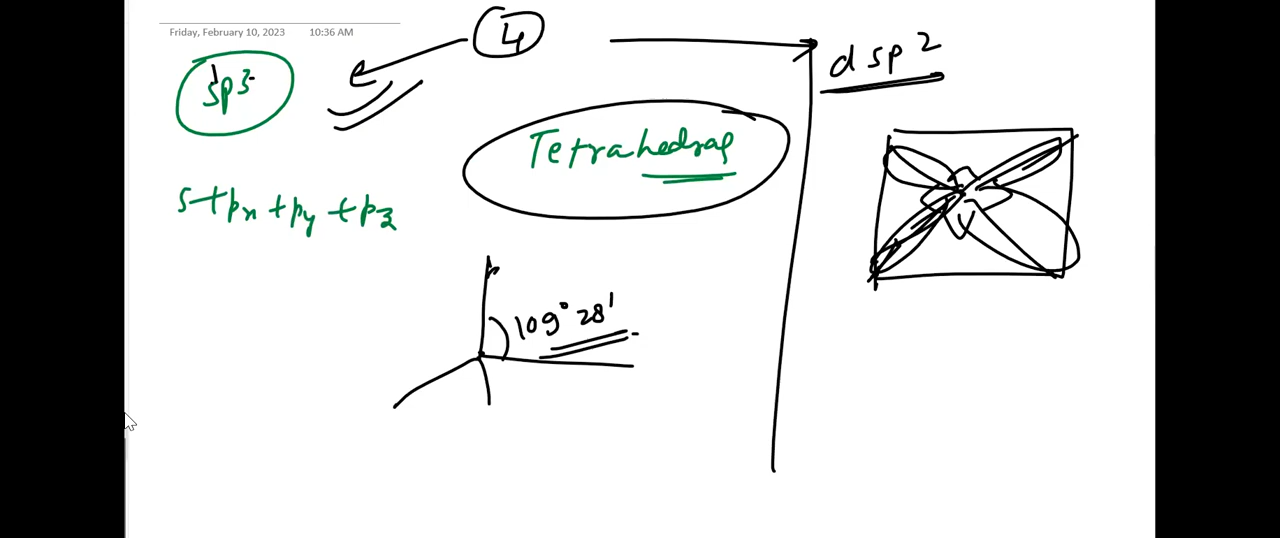 Friday, February 10, 2023 10:36 AM
4
sp3
dsp2
Tetrahedral
s+px+py+pz
109° 28'